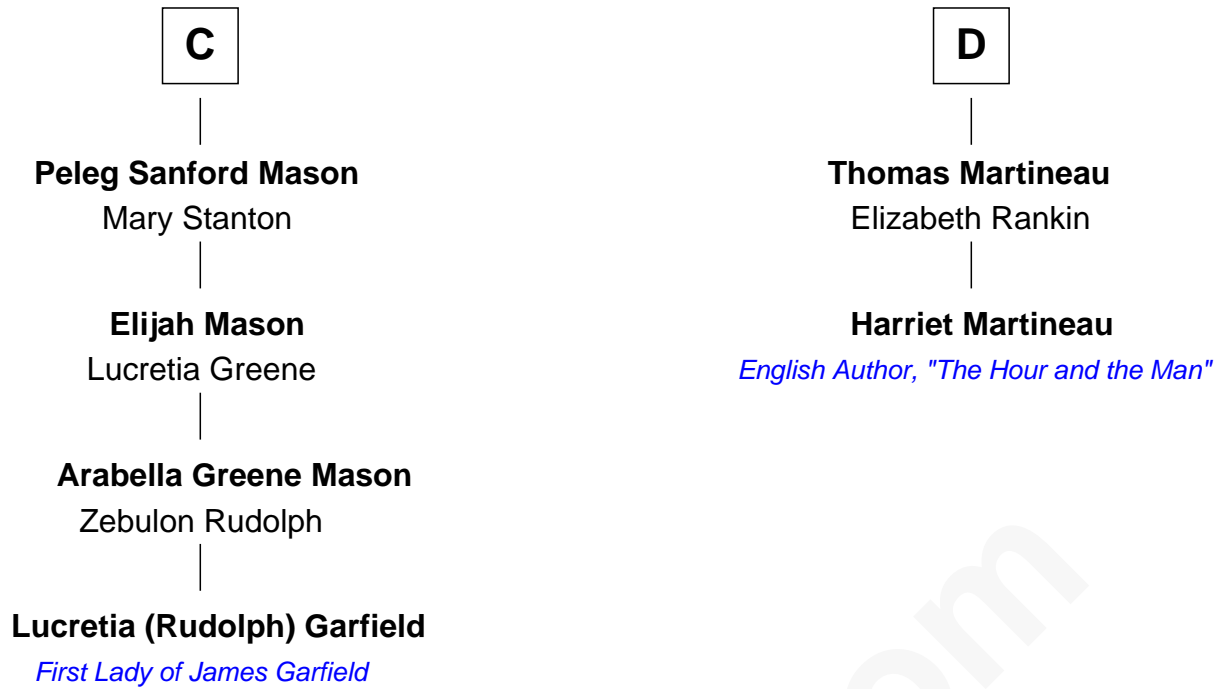 C
Peleg Sanford Mason
Mary Stanton
Elijah Mason
Lucretia Greene
Arabella Greene Mason
Zebulon Rudolph
Lucretia (Rudolph) Garfield
First Lady of James Garfield
D
Thomas Martineau
Elizabeth Rankin
Harriet Martineau
English Author, "The Hour and the Man"
om